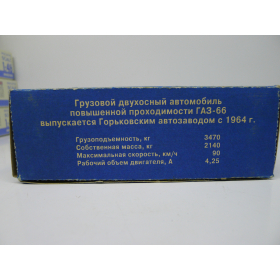 Грузовой двухосный автомобиль
повышенной проходимости ГАЗ-66
выпускается Горьковским автозаводом с 1964 г.
Грузоподъемность, кг 3470
Собственная масса, кг 2140
Максимальная скорость, км/ч 90
Рабочий объем двигателя, л 4,25